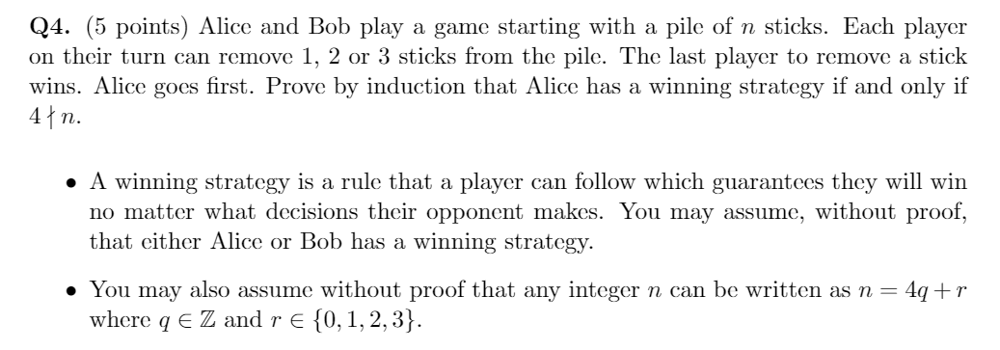 Q4. (5 points) Alice and Bob play a game starting with a pile of n sticks. Each player
on their turn can remove 1, 2 or 3 sticks from the pile. The last player to remove a stick
wins. Alice goes first. Prove by induction that Alice has a winning strategy if and only if
4 ∤ n.
• A winning strategy is a rule that a player can follow which guarantees they will win
no matter what decisions their opponent makes. You may assume, without proof,
that either Alice or Bob has a winning strategy.
• You may also assume without proof that any integer n can be written as n = 4q + r
where q ∈ ℤ and r ∈ {0, 1, 2, 3}.